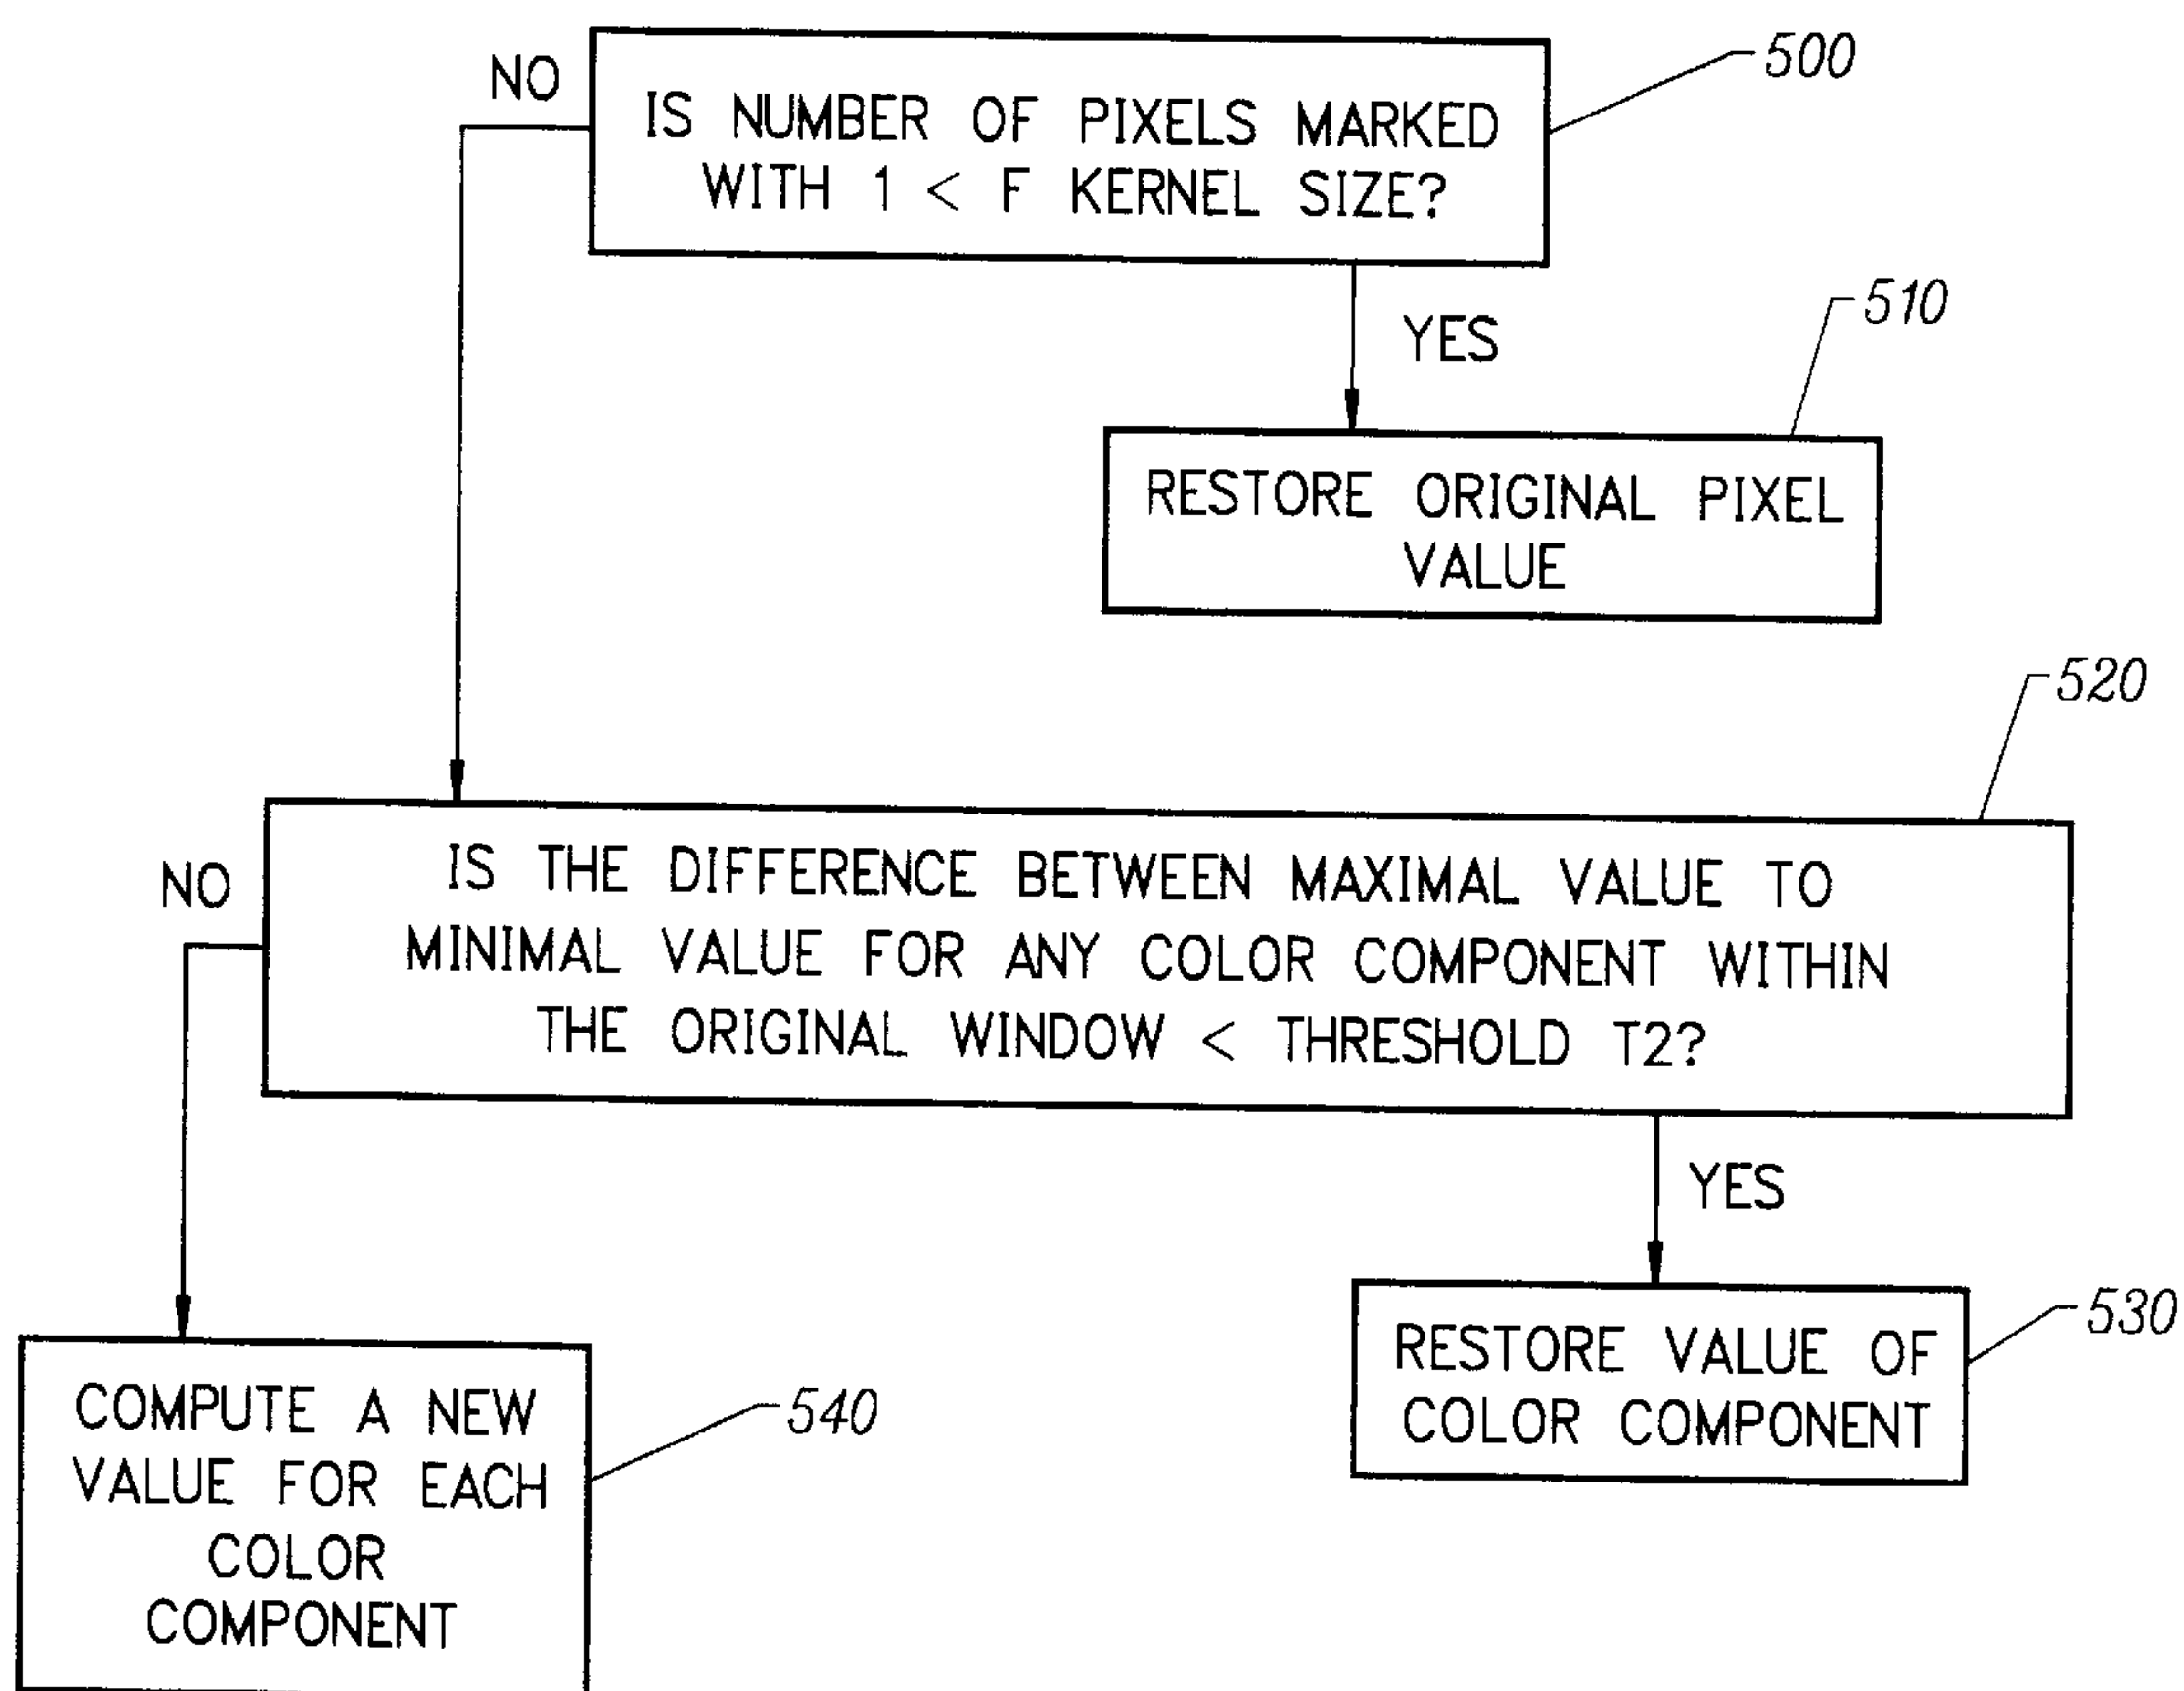 NO
500
IS NUMBER OF PIXELS MARKED
WITH 1 < F KERNEL SIZE?
YES
510
RESTORE ORIGINAL PIXEL
VALUE
520
NO
IS THE DIFFERENCE BETWEEN MAXIMAL VALUE TO
MINIMAL VALUE FOR ANY COLOR COMPONENT WITHIN
THE ORIGINAL WINDOW < THRESHOLD T2?
YES
530
RESTORE VALUE OF
COLOR COMPONENT
540
COMPUTE A NEW
VALUE FOR EACH
COLOR
COMPONENT